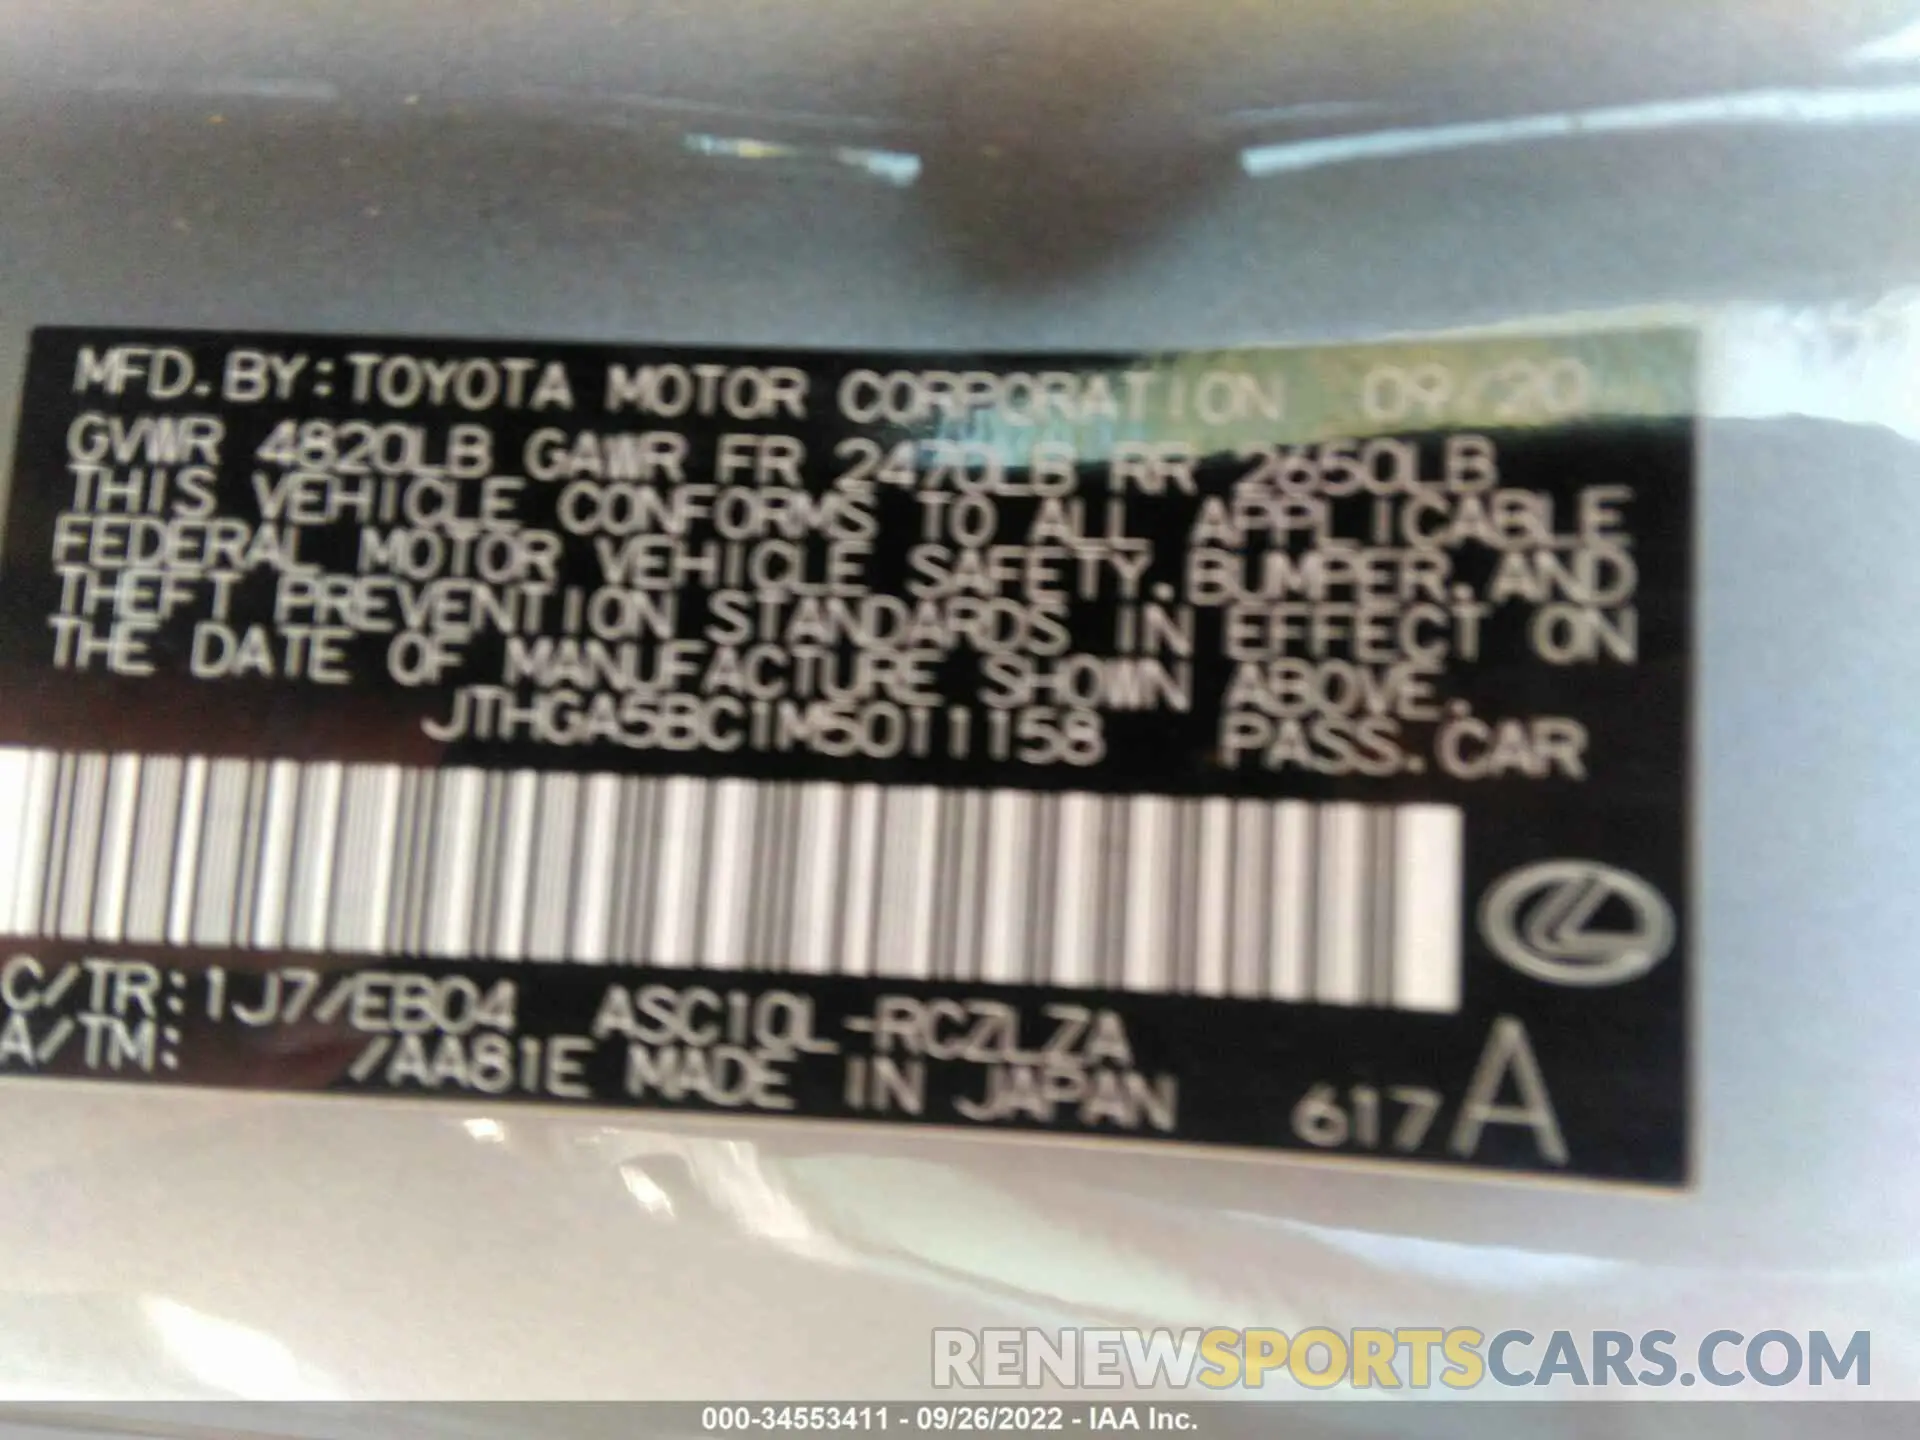 MFD. BY: TOYOTA MOTOR CORPORATION 09/20
GVWR 4820LB GAWR FR 2470LB RR 2650LB
THIS VEHICLE CONFORMS TO ALL APPLICABLE
FEDERAL MOTOR VEHICLE SAFETY, BUMPER, AND
THEFT PREVENTION STANDARDS IN EFFECT ON
THE DATE OF MANUFACTURE SHOWN ABOVE.
JTHGA5BC1M5011158 PASS. CAR
C/TR: 1J7/EB04 ASC10L-RCZLZA
A/TM: /AA81E MADE IN JAPAN 617 A
RENEWSPORTSCARS.COM
000-34553411 - 09/26/2022 - IAA Inc.